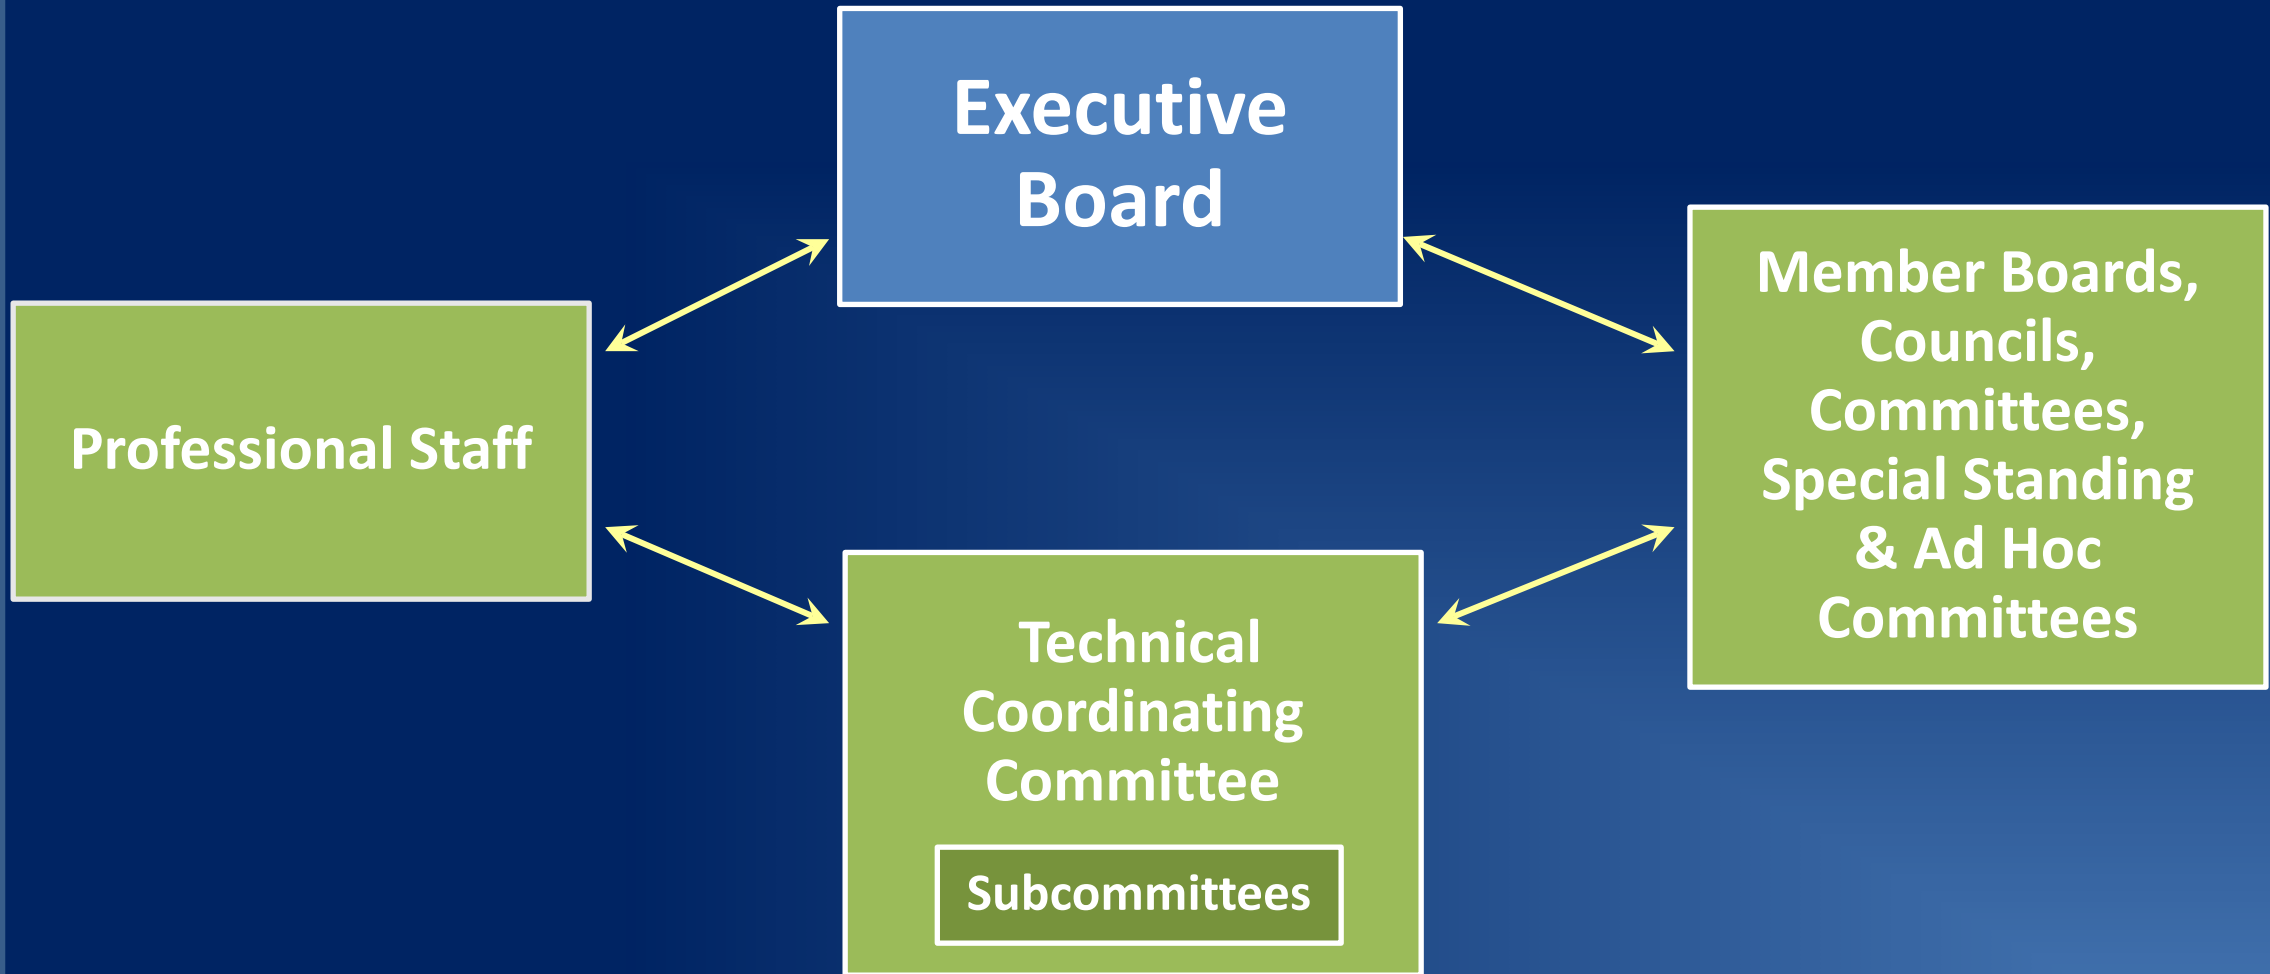 Executive
Board
Professional Staff
Member Boards,
Councils,
Committees,
Special Standing
& Ad Hoc
Committees
Technical
Coordinating
Committee
Subcommittees